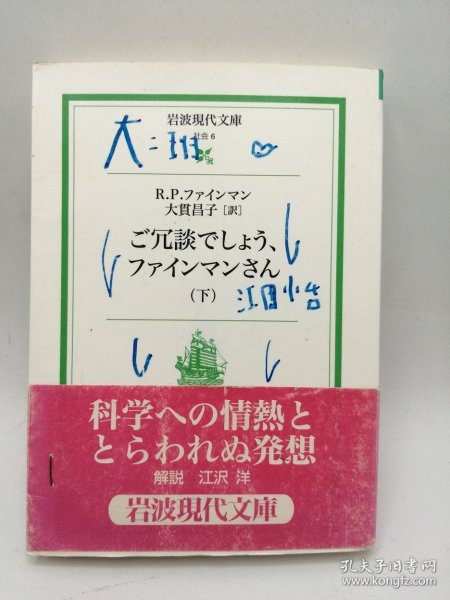 岩波現代文庫
社会 6
大二班
R.P.ファインマン
大貫昌子［訳］
ご冗談でしょう、
ファインマンさん
（下）
科学への情熱と
とらわれぬ発想
解説 江沢 洋
岩波現代文庫
孔夫子旧书网
www.kongfz.com